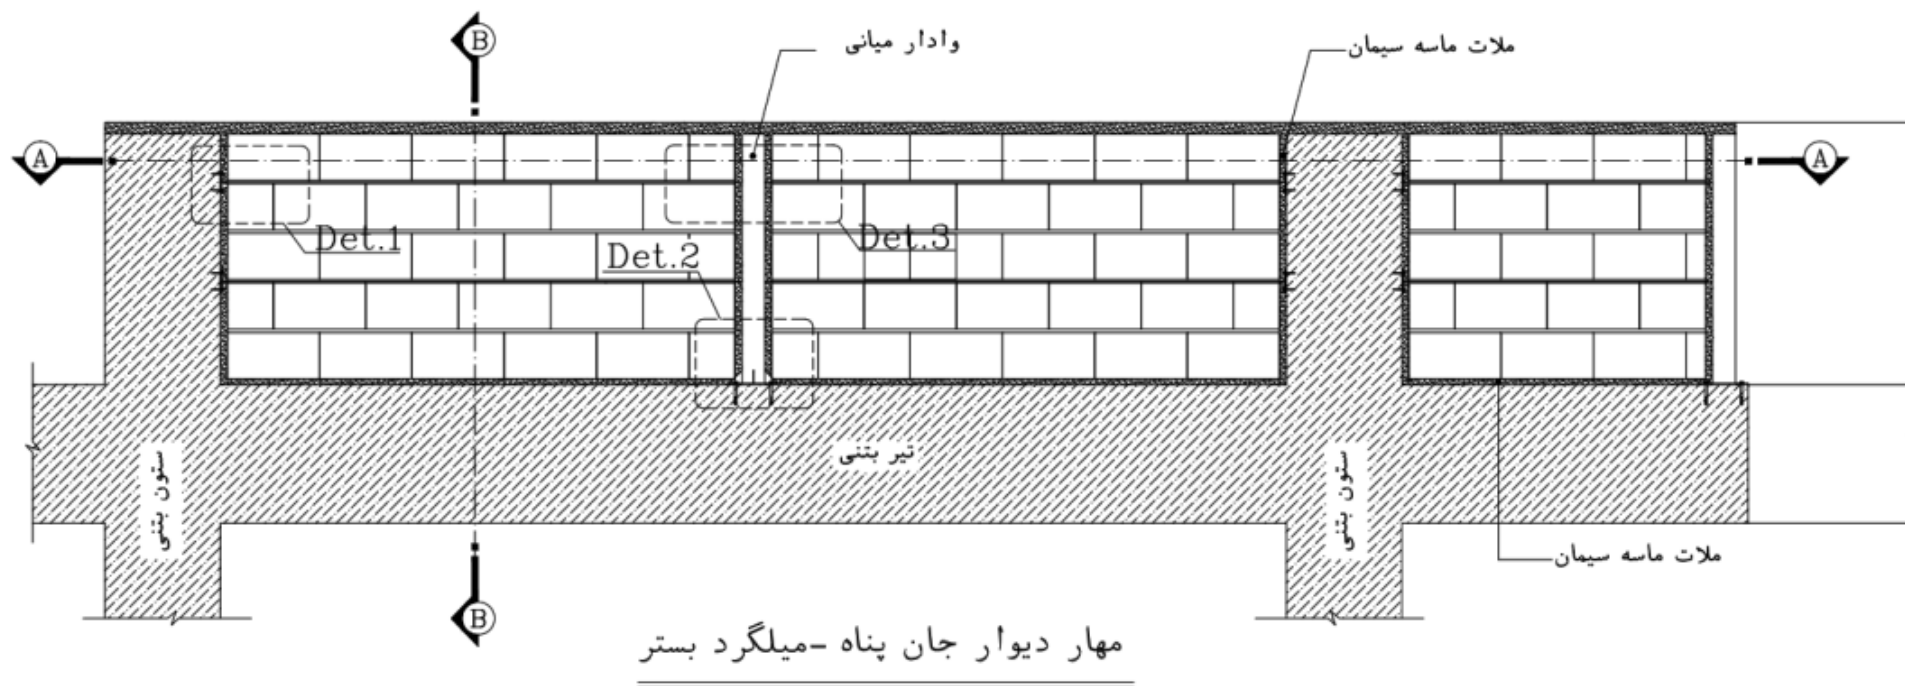 B
وادار میانی
ملات ماسه سیمان
A
A
Det.1
Det.3
Det.2
ستون بتنی
تیر بتنی
ستون بتنی
ملات ماسه سیمان
B
مهار دیوار جان پناه -میلگرد بستر